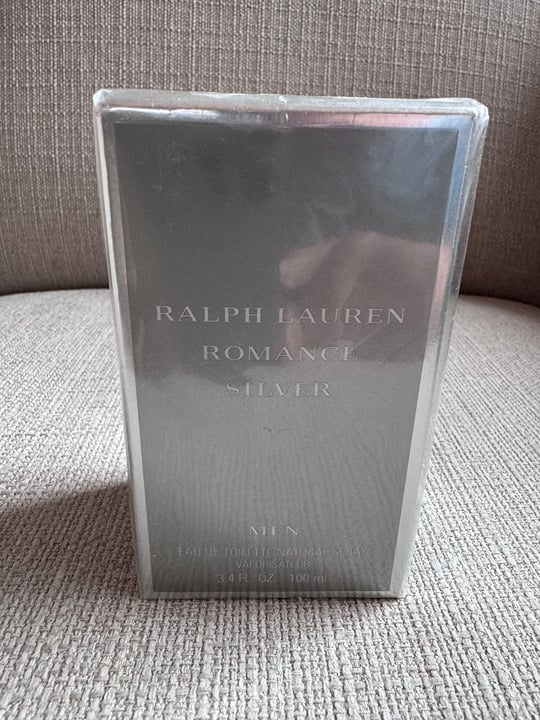 RALPH LAUREN
ROMANCE
SILVER
MEN
EAU DE TOILETTE NATURAL SPRAY
VAPORISATEUR
3.4 FL. OZ. 100 ml